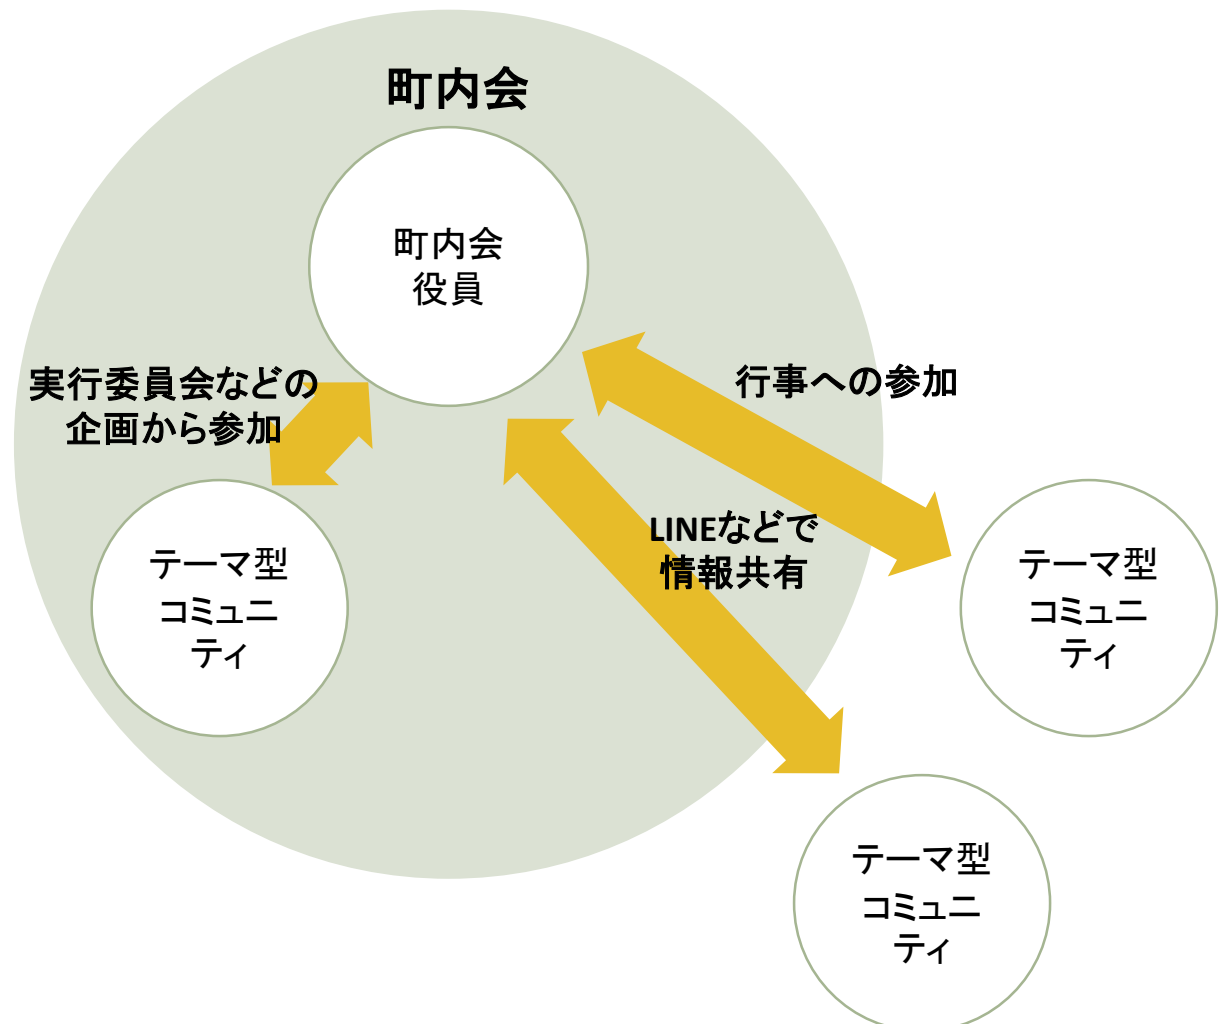 町内会
町内会
役員
実行委員会などの
企画から参加
行事への参加
LINEなどで
情報共有
テーマ型
コミュニ
ティ
テーマ型
コミュニ
ティ
テーマ型
コミュニ
ティ